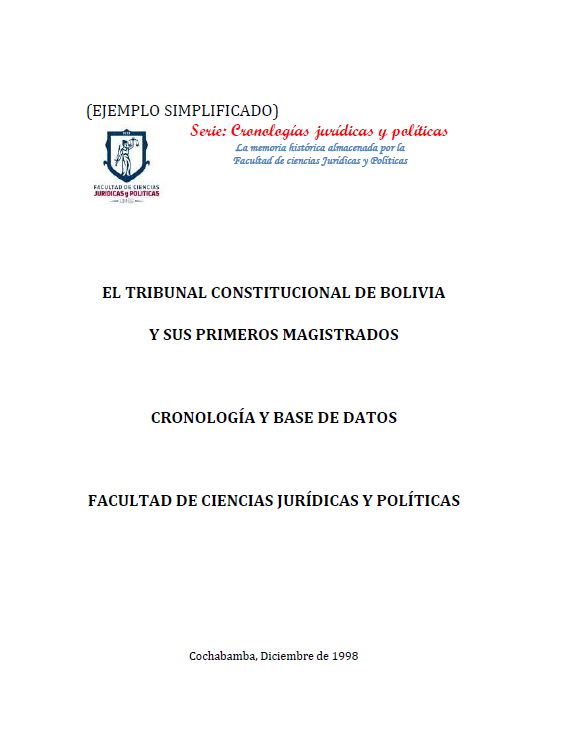 (EJEMPLO SIMPLIFICADO)
Serie: Cronologías jurídicas y políticas
La memoria histórica almacenada por la
Facultad de ciencias Jurídicas y Políticas
FACULTAD DE CIENCIAS
JURÍDICAS y POLÍTICAS
EL TRIBUNAL CONSTITUCIONAL DE BOLIVIA
Y SUS PRIMEROS MAGISTRADOS
CRONOLOGÍA Y BASE DE DATOS
FACULTAD DE CIENCIAS JURÍDICAS Y POLÍTICAS
Cochabamba, Diciembre de 1998